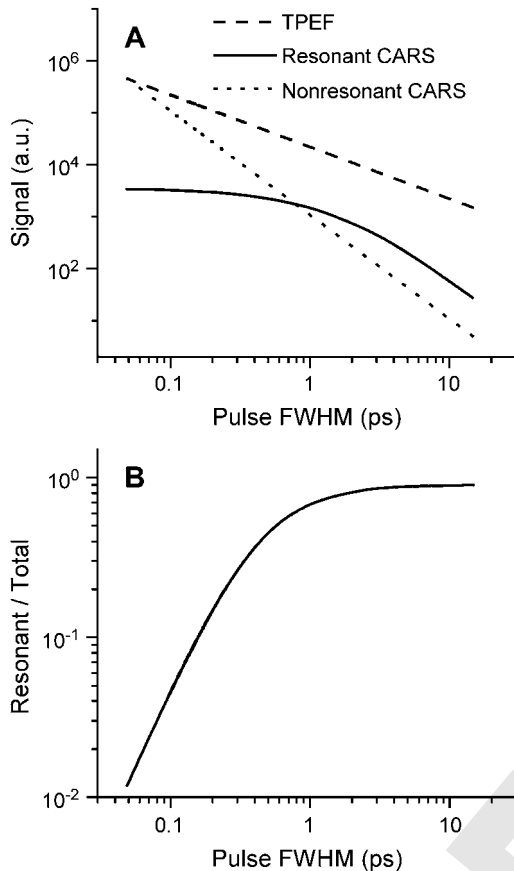 A
TPEF
Resonant CARS
Nonresonant CARS
Signal (a.u.)
10^6
10^4
10^2
0.1 1 10
Pulse FWHM (ps)
B
Resonant / Total
10^0
10^-1
10^-2
0.1 1 10
Pulse FWHM (ps)